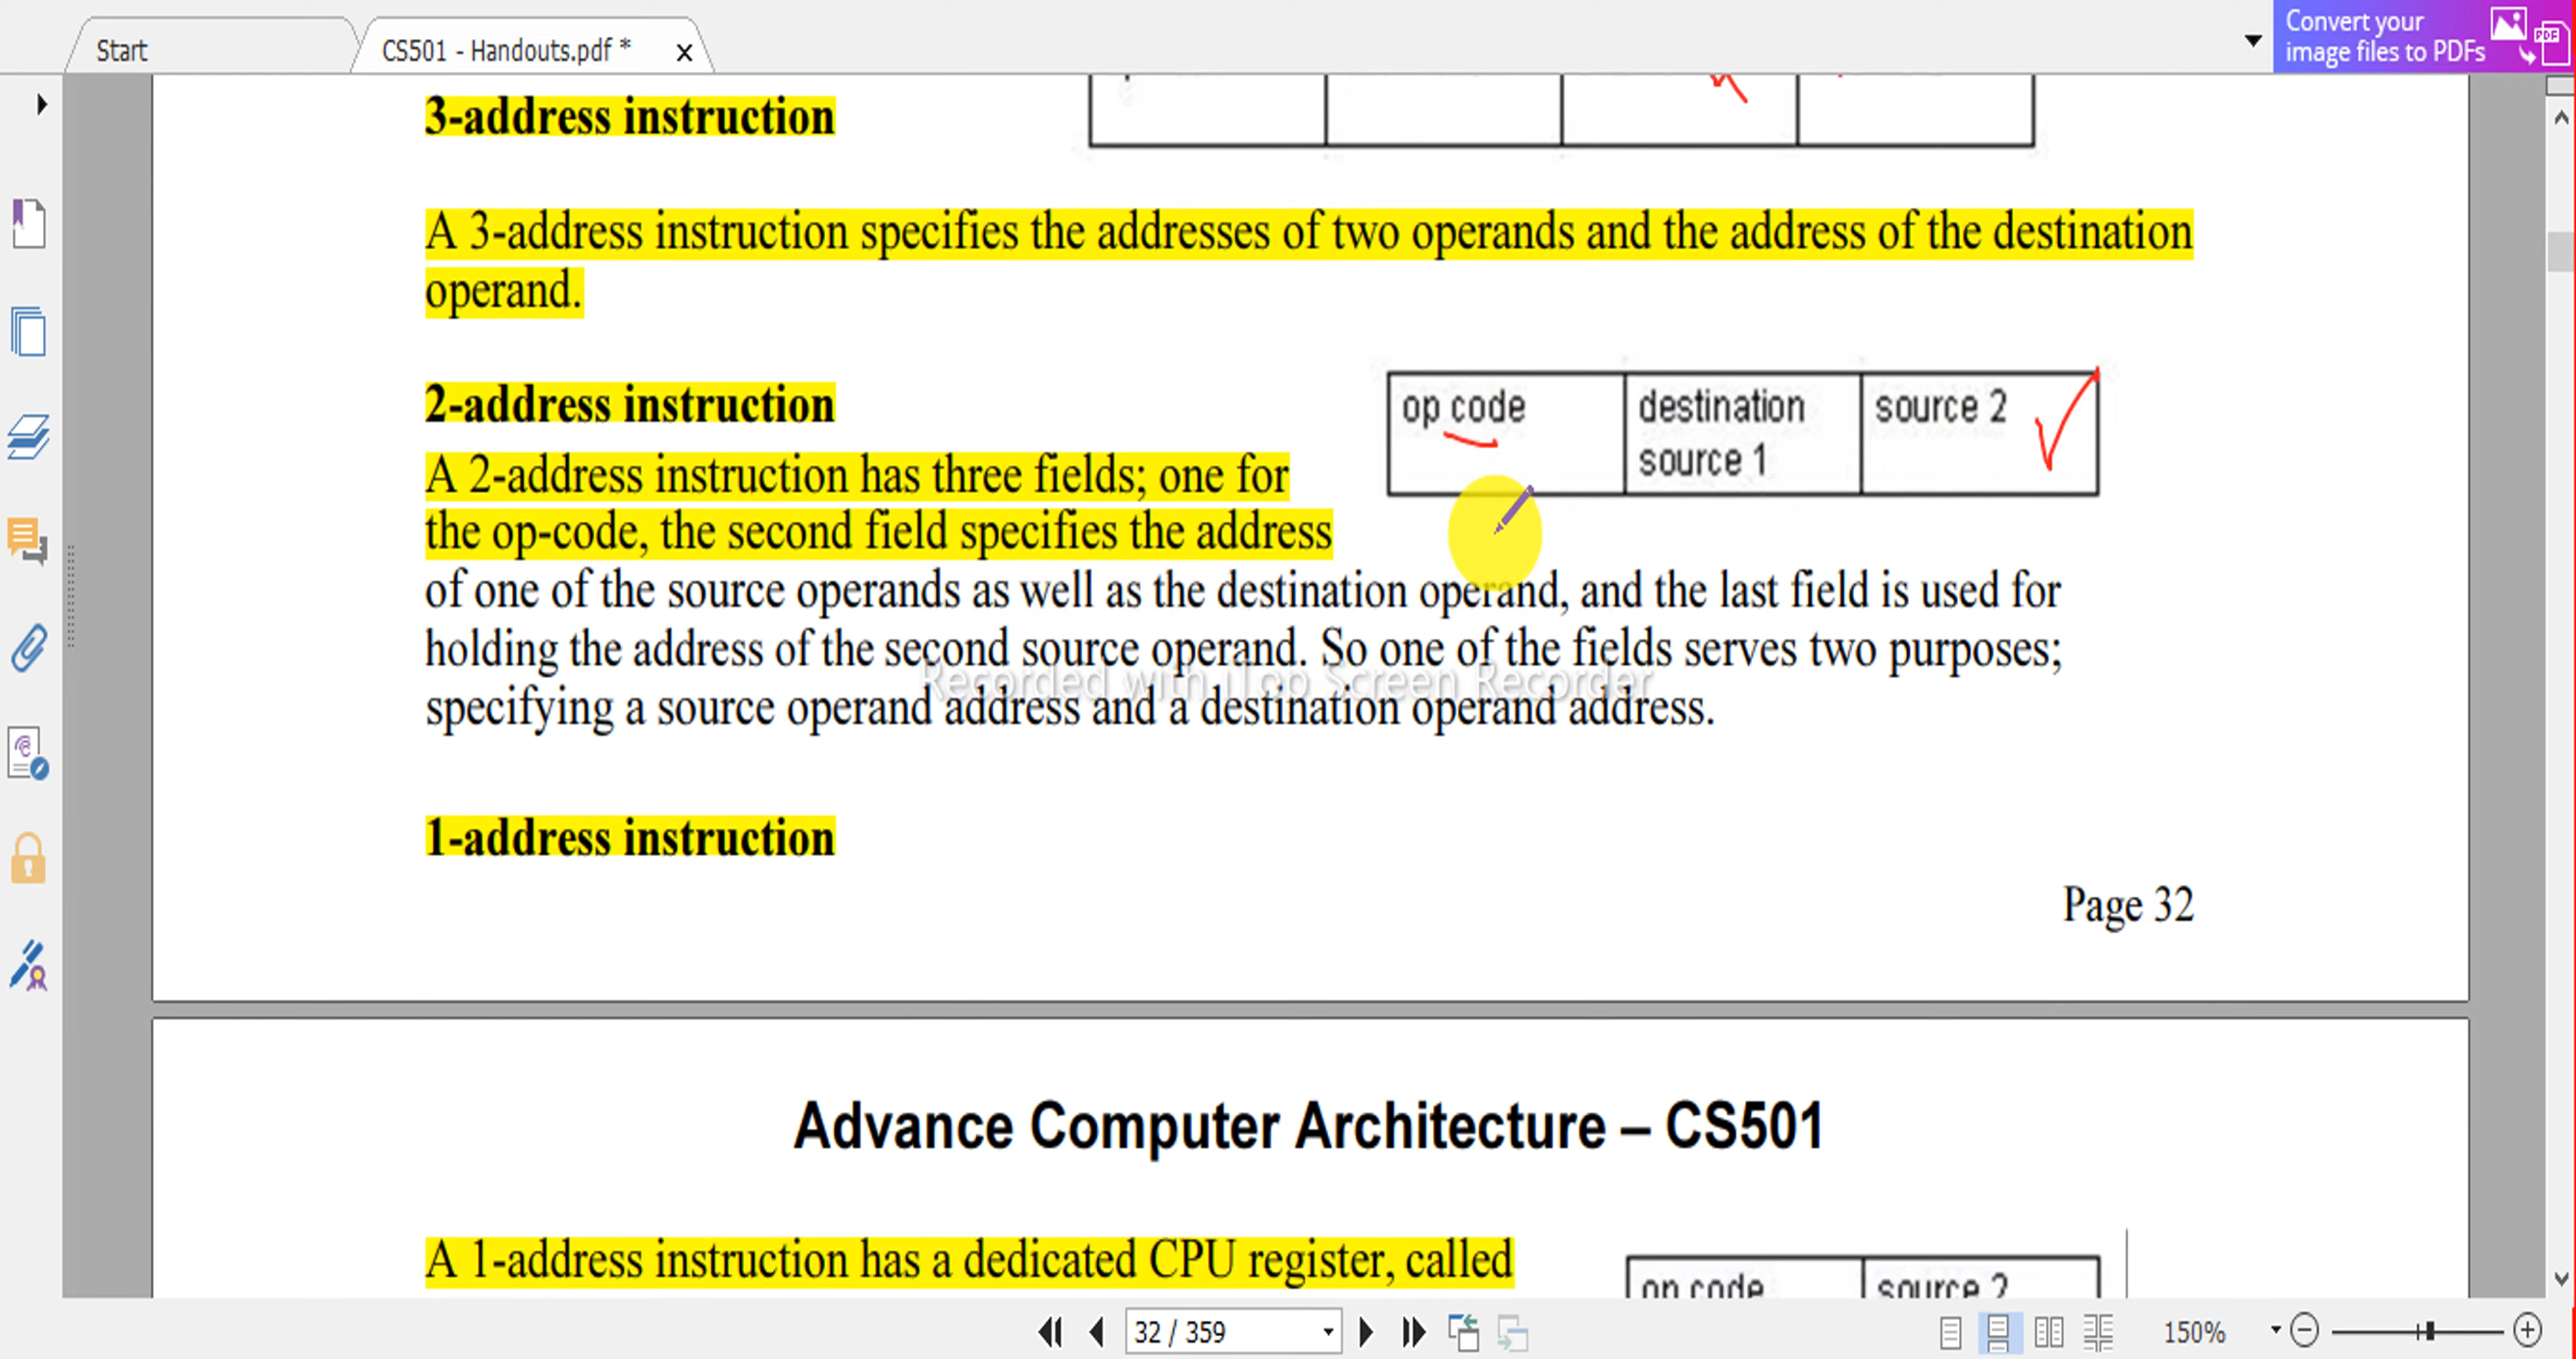 Start
CS501 - Handouts.pdf *
Convert your
image files to PDFs
PDF
3-address instruction
A 3-address instruction specifies the addresses of two operands and the address of the destination
operand.
2-address instruction
op code
destination
source 1
source 2
A 2-address instruction has three fields; one for
the op-code, the second field specifies the address
of one of the source operands as well as the destination operand, and the last field is used for
holding the address of the second source operand. So one of the fields serves two purposes;
specifying a source operand address and a destination operand address.
Recorded with iTop Screen Recorder
1-address instruction
Page 32
Advance Computer Architecture – CS501
A 1-address instruction has a dedicated CPU register, called
op code
source 2
32 / 359
150%